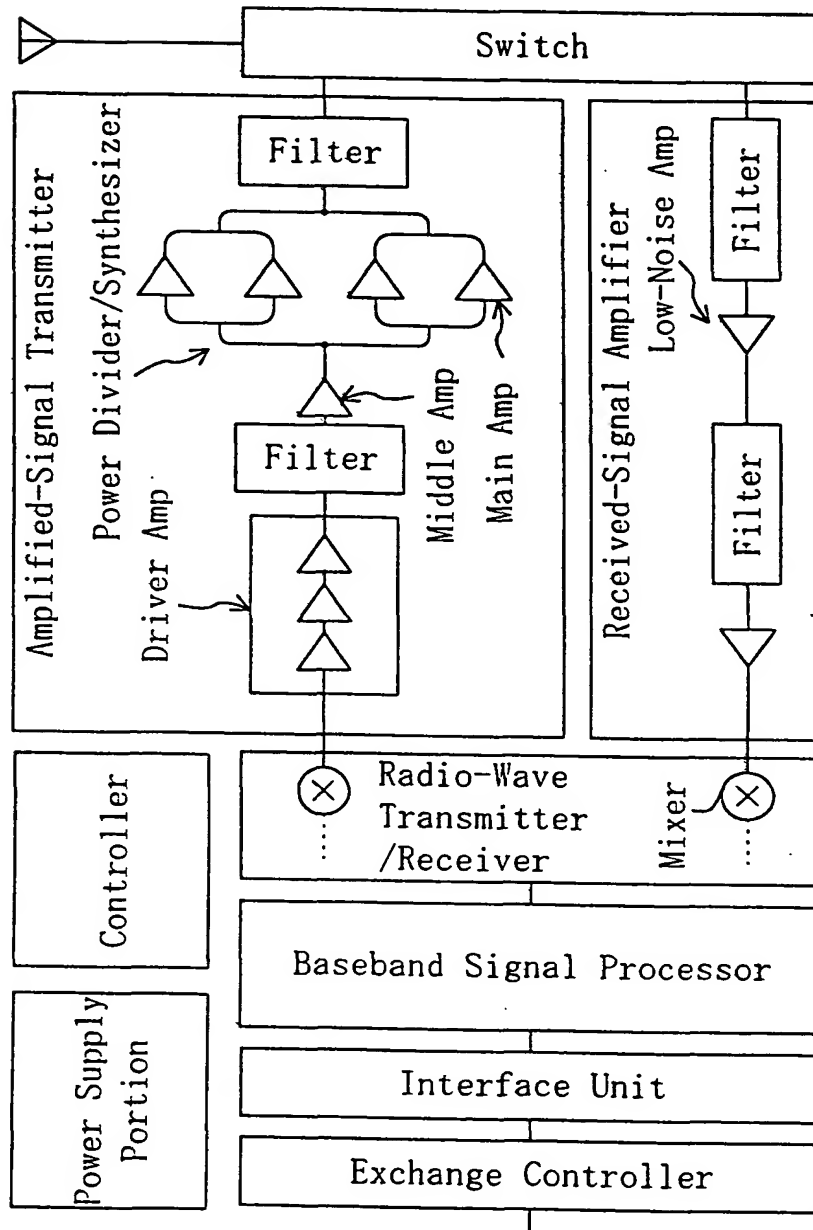 Switch
Amplified-Signal Transmitter
Power Divider/Synthesizer
Driver Amp
Filter
Filter
Middle Amp
Main Amp
Received-Signal Amplifier
Low-Noise Amp
Filter
Filter
Controller
Radio-Wave
Transmitter
/Receiver
Mixer
Baseband Signal Processor
Power Supply
Portion
Interface Unit
Exchange Controller